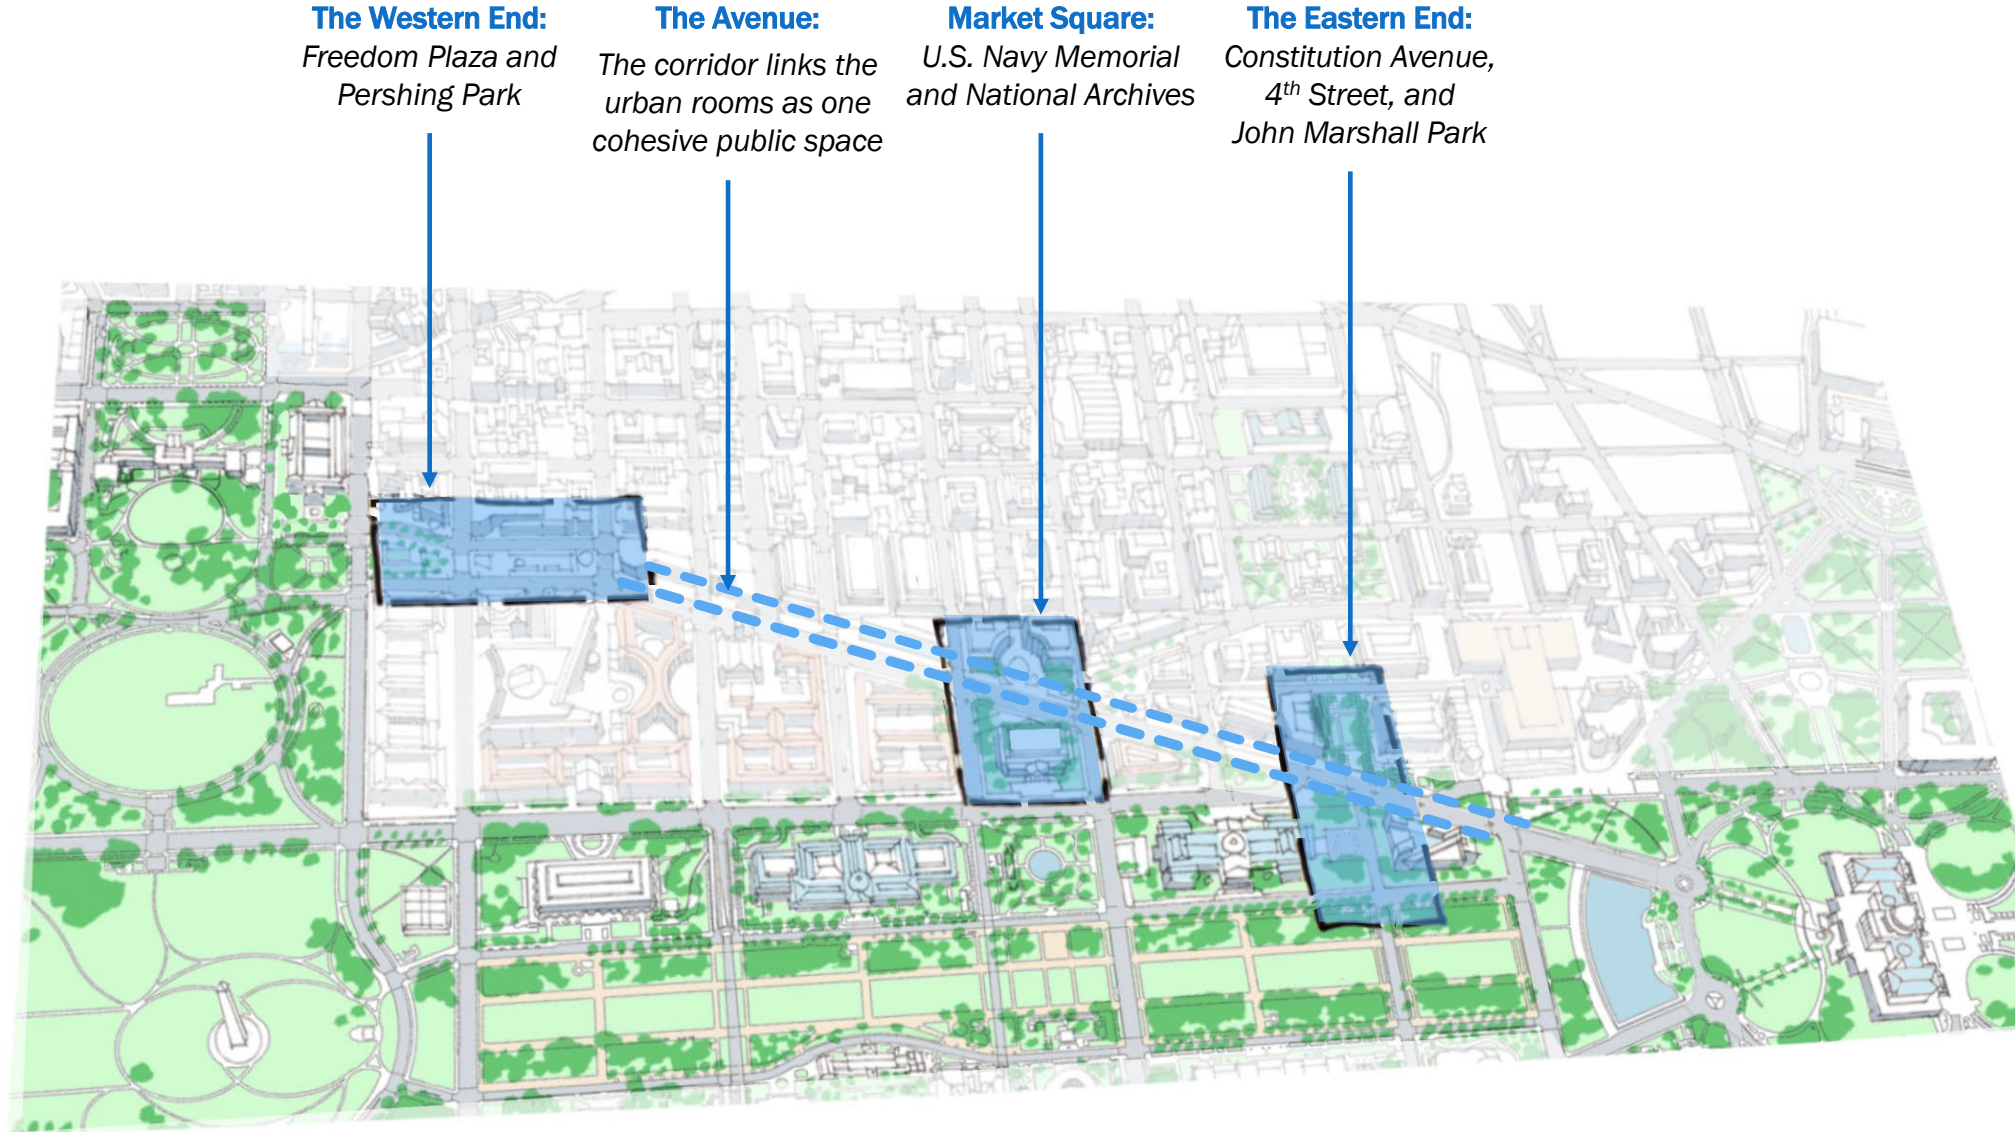 The Western End:
Freedom Plaza and
Pershing Park
The Avenue:
The corridor links the
urban rooms as one
cohesive public space
Market Square:
U.S. Navy Memorial
and National Archives
The Eastern End:
Constitution Avenue,
4th Street, and
John Marshall Park